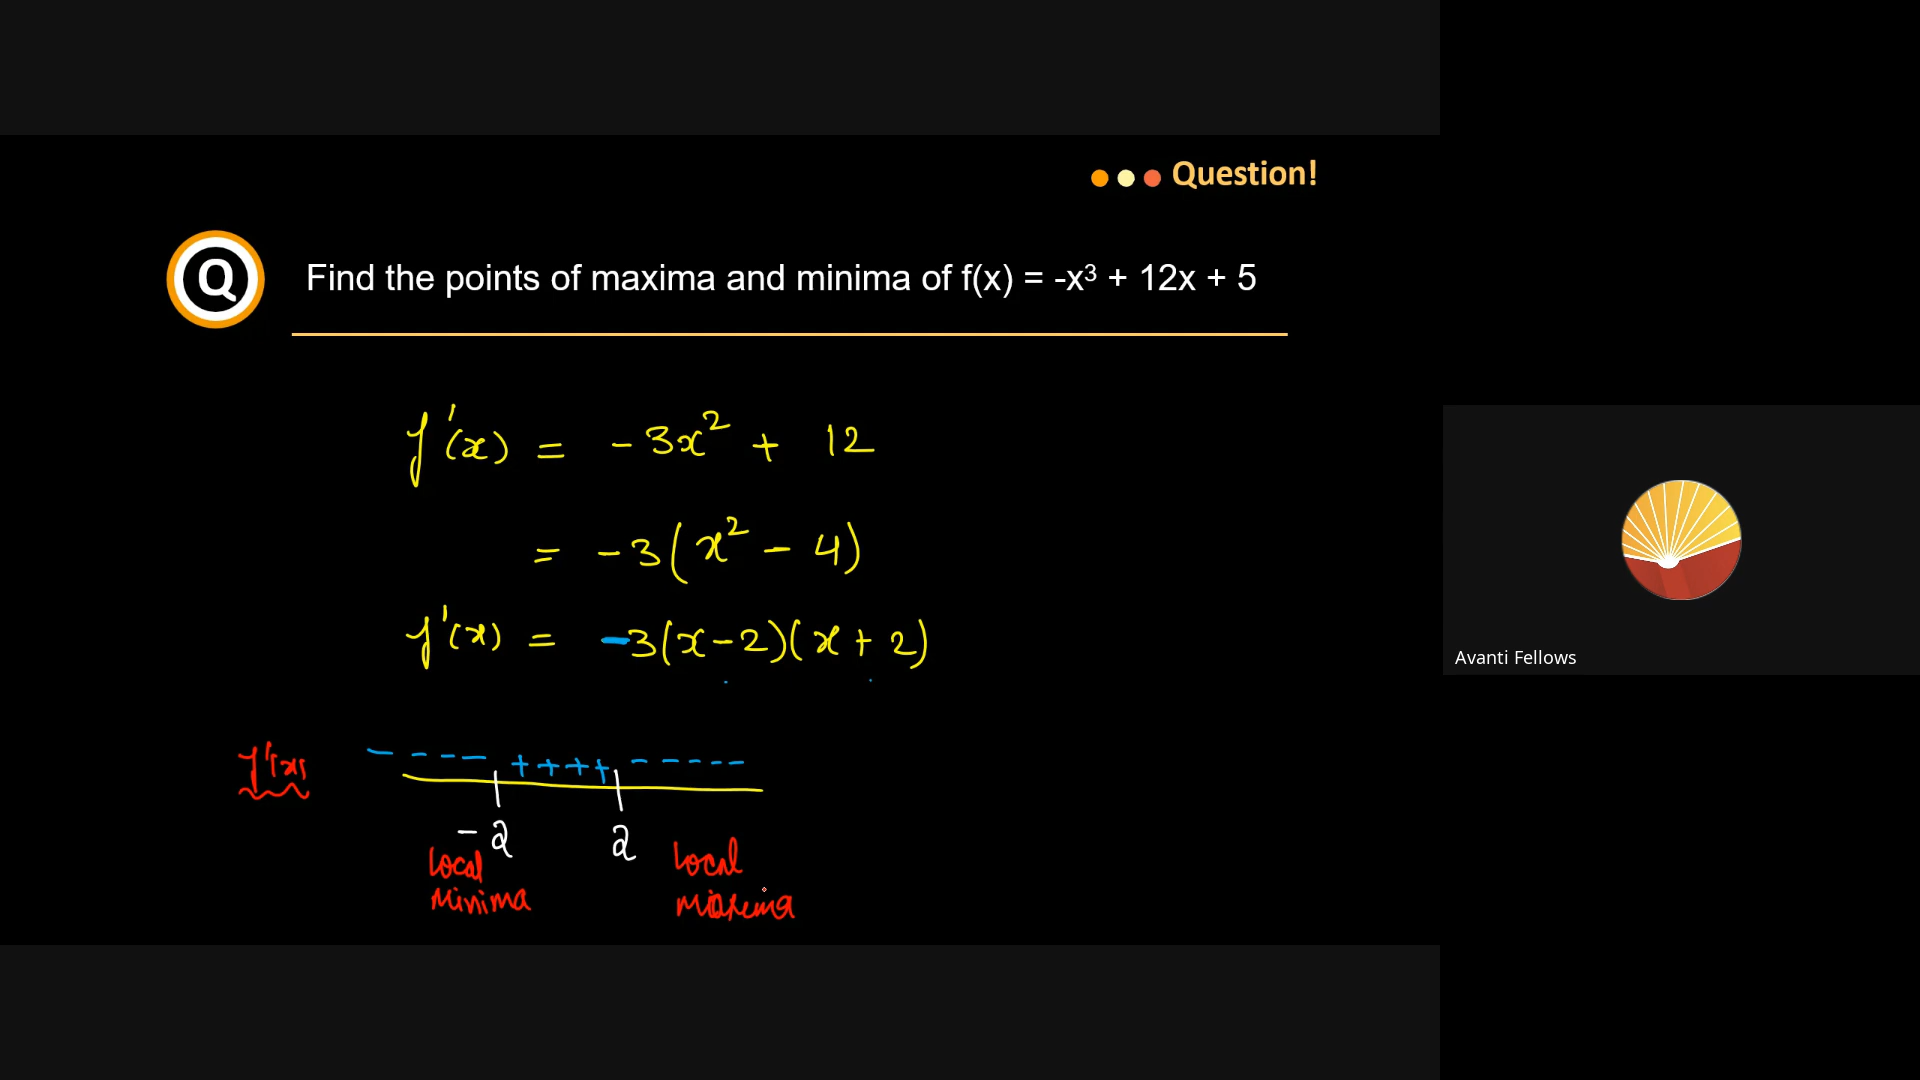 Question!
Q
Find the points of maxima and minima of f(x) = -x³ + 12x + 5
f'(x) = -3x² + 12
= -3(x² - 4)
f'(x) = -3(x-2)(x+2)
f'(x)
- - - - + + + + - - - - -
-2 2
Local Local
Minima Maxima
Avanti Fellows